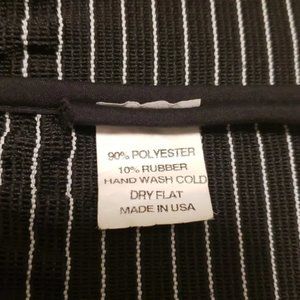 90% POLYESTER
10% RUBBER
HAND WASH COLD
DRY FLAT
MADE IN USA